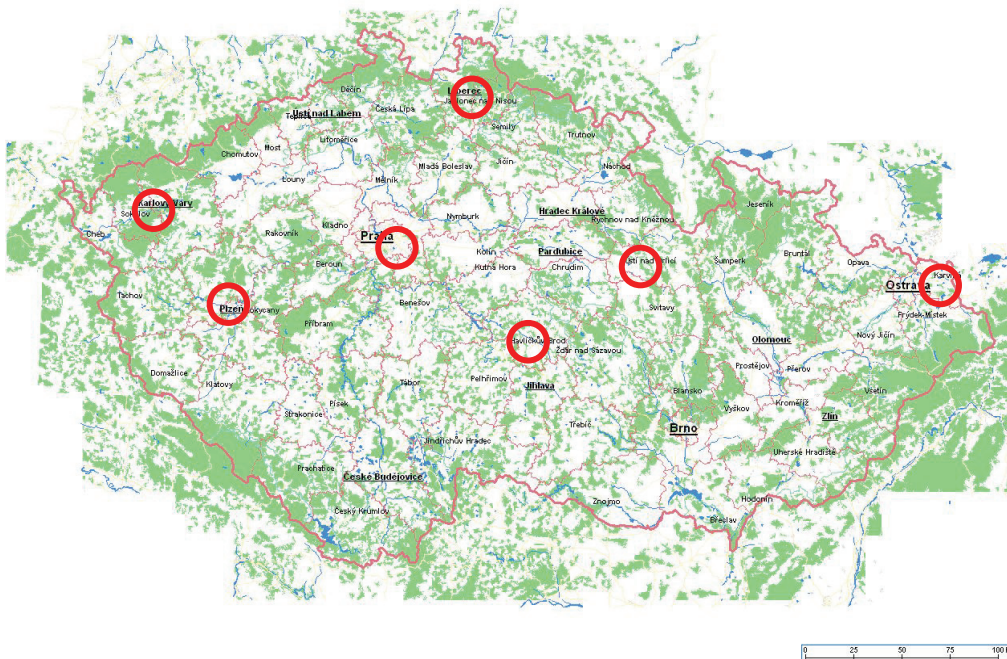 Děčín
Liberec
Jablonec nad Nisou
Ústí nad Labem
Česká Lípa
Teplice
Semily
Most
Litoměřice
Trutnov
Chomutov
Jičín
Mladá Boleslav
Náchod
Louny
Mělník
Karlovy Vary
Jeseník
Sokolov
Nymburk
Hradec Králové
Rychnov nad Kněžnou
Cheb
Rakovník
Kladno
Praha
Kolín
Pardubice
Bruntál
Beroun
Kutná Hora
Chrudim
Ústí nad Orlicí
Šumperk
Opava
Karviná
Tachov
Ostrava
Plzeň
Rokycany
Benešov
Svitavy
Frýdek-Místek
Příbram
Havlíčkův Brod
Olomouc
Nový Jičín
Žďár nad Sázavou
Domažlice
Prostějov
Přerov
Klatovy
Tábor
Pelhřimov
Jihlava
Blansko
Vsetín
Písek
Vyškov
Kroměříž
Strakonice
Třebíč
Zlín
Brno
Jindřichův Hradec
Uherské Hradiště
Prachatice
České Budějovice
Znojmo
Hodonín
Český Krumlov
Břeclav
0 25 50 75